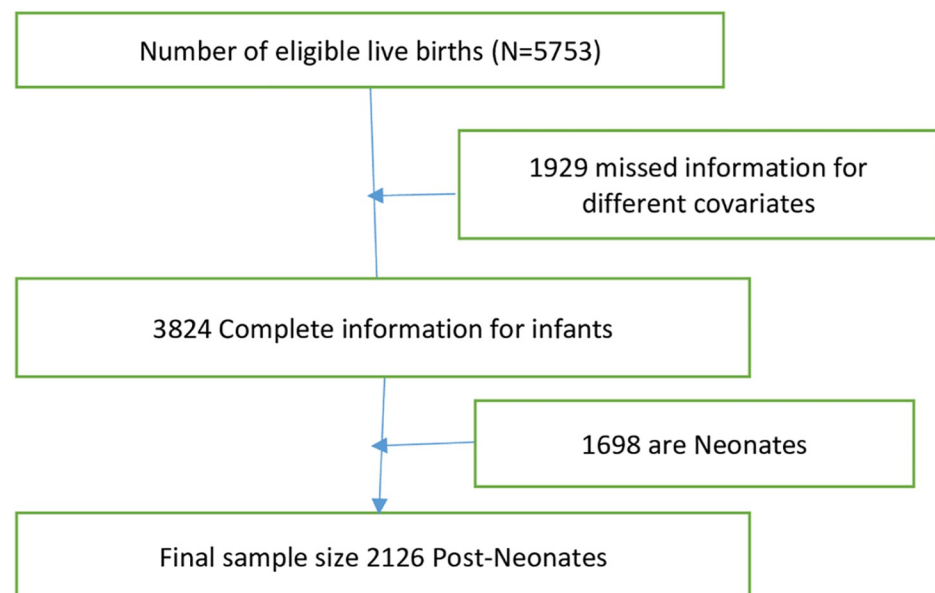 Number of eligible live births (N=5753)
1929 missed information for
different covariates
3824 Complete information for infants
1698 are Neonates
Final sample size 2126 Post-Neonates